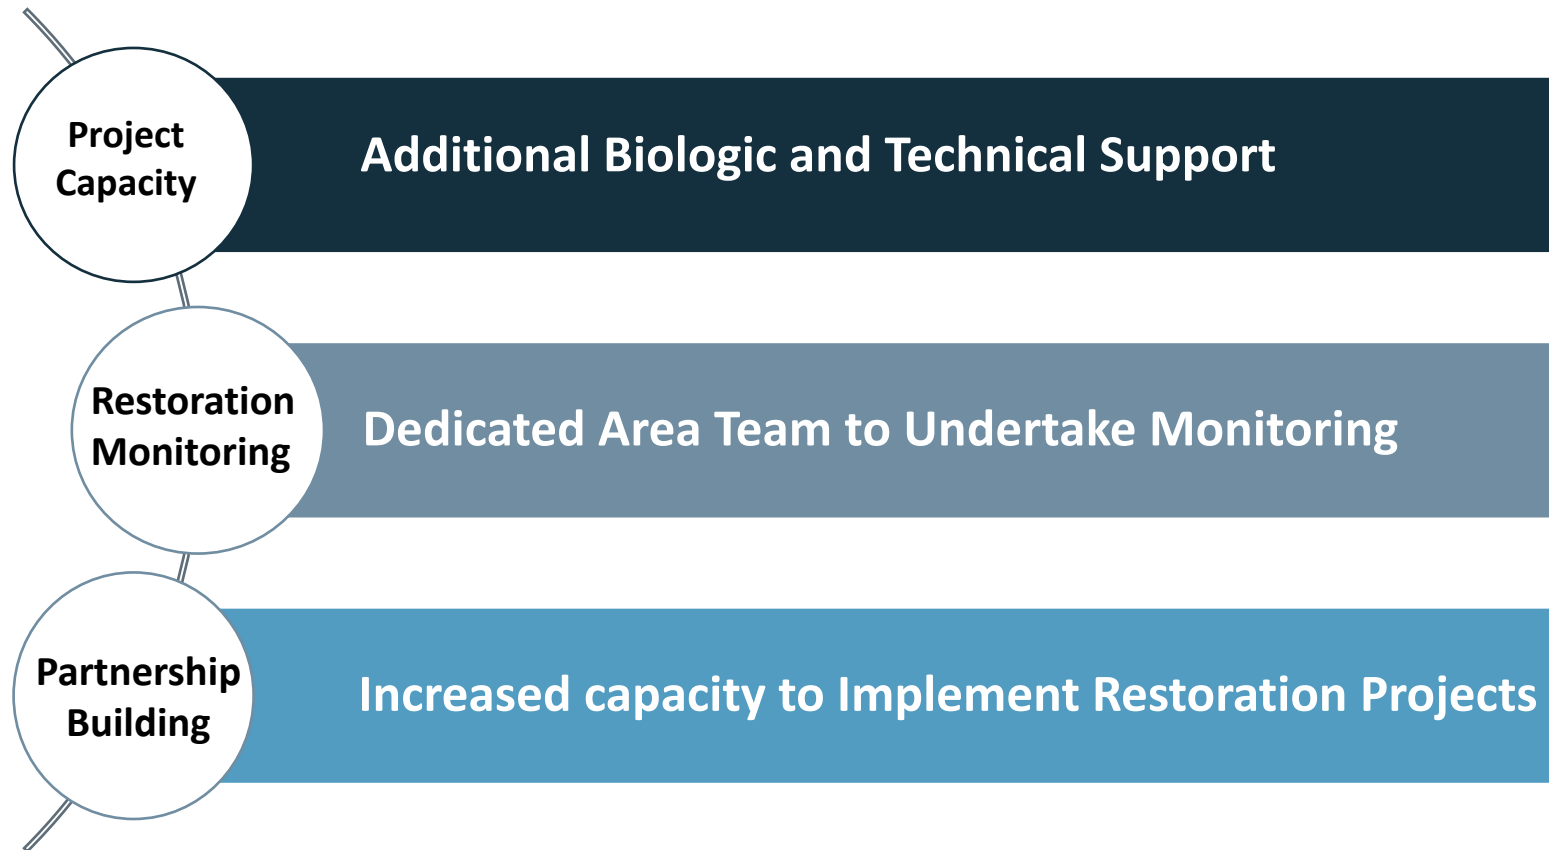 Project
Capacity
Additional Biologic and Technical Support
Restoration
Monitoring
Dedicated Area Team to Undertake Monitoring
Partnership
Building
Increased capacity to Implement Restoration Projects